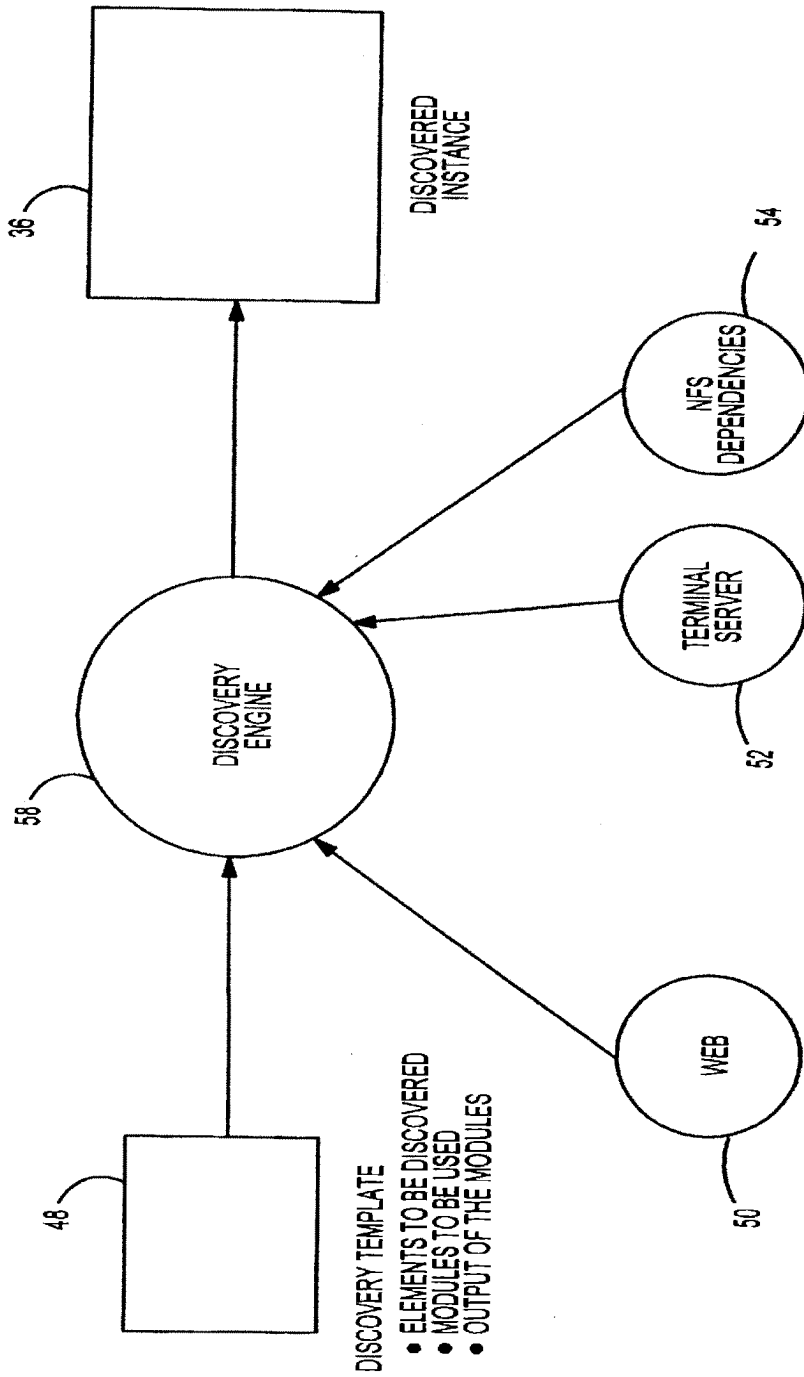 48
58
36
DISCOVERY TEMPLATE
• ELEMENTS TO BE DISCOVERED
• MODULES TO BE USED
• OUTPUT OF THE MODULES
DISCOVERY
ENGINE
DISCOVERED
INSTANCE
WEB
50
TERMINAL
SERVER
52
NFS
DEPENDENCIES
54